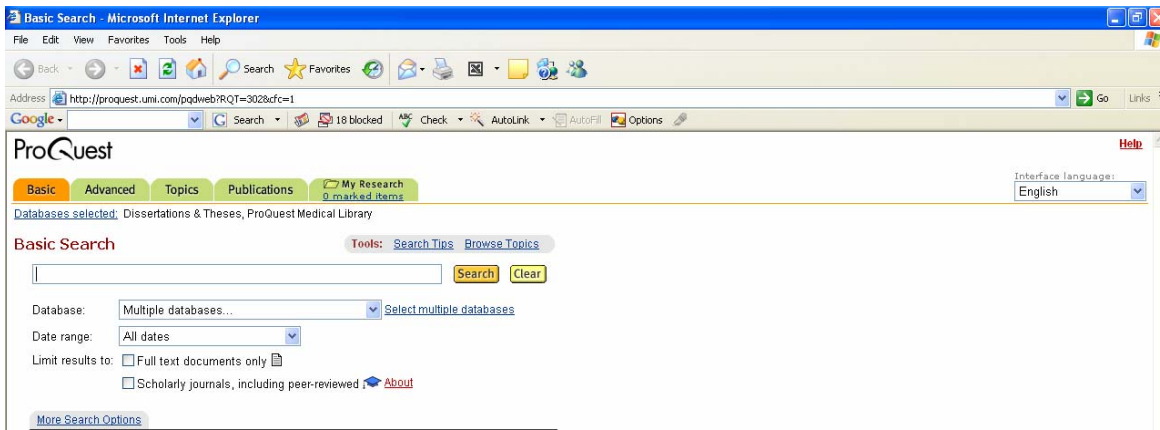 Basic Search - Microsoft Internet Explorer
File Edit View Favorites Tools Help
Back Search Favorites
Address http://proquest.umi.com/pqdweb?RQT=302&cfc=1 Go Links
Google Search 18 blocked ABC Check AutoLink AutoFill Options
ProQuest Help
Basic Advanced Topics Publications My Research
0 marked items
Interface language:
English
Databases selected: Dissertations & Theses, ProQuest Medical Library
Basic Search Tools: Search Tips Browse Topics
Search Clear
Database: Multiple databases... Select multiple databases
Date range: All dates
Limit results to: Full text documents only
Scholarly journals, including peer-reviewed About
More Search Options